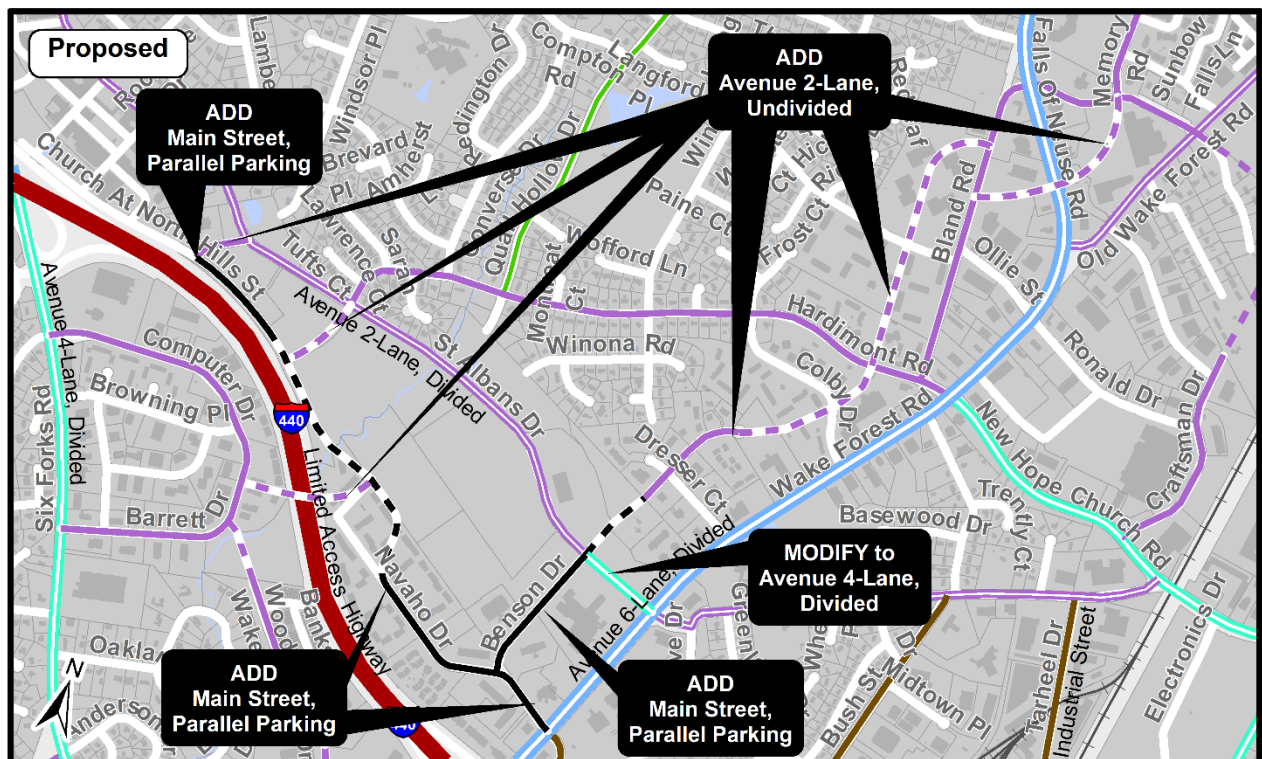 Proposed
ADD
Main Street,
Parallel Parking
ADD
Avenue 2-Lane,
Undivided
MODIFY to
Avenue 4-Lane,
Divided
ADD
Main Street,
Parallel Parking
ADD
Main Street,
Parallel Parking
Windsor Pl
Compton
Rd
Langford
Pl
Redington Dr
Brevard
Pl
Amherst
Lawrence Ct
Sara Ct
Tufts Ct
Converse Dr
Quail Hollow Dr
Church At North Hills St
Falls Of Neuse Rd
Memory
Rd
Sunbow
Falls Ln
Old Wake Forest Rd
Paine Ct
Frost Ct
Wofford Ln
Bland Rd
Ollie St
Ronald Dr
Hardimont Rd
Winona Rd
Colby Dr
Avenue 2-Lane, Divided
St Albans Dr
Avenue 4-Lane, Divided
Six Forks Rd
Computer Dr
Browning Pl
Barrett Dr
440
Limited Access Highway
Navaho Dr
Benson Dr
Dresser Ct
Wake Forest Rd
Avenue 6-Lane, Divided
New Hope Church Rd
Craftsman Dr
Trently Ct
Basewood Dr
Electronics Dr
Midtown Pl
Bush St
Tarheel Dr
Industrial Street
N